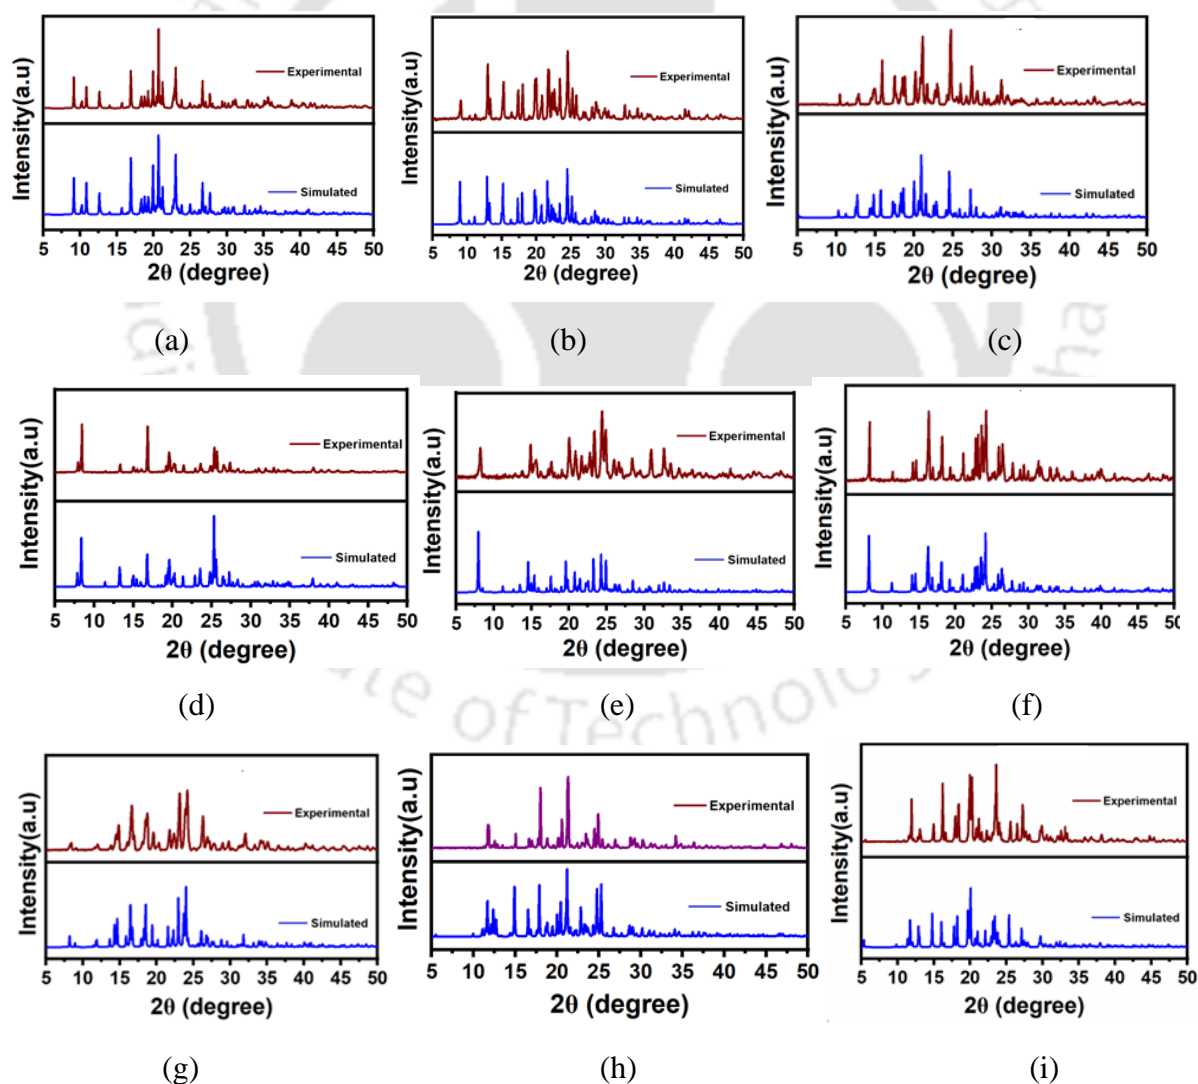 Intensity(a.u)
Experimental
Simulated
5 10 15 20 25 30 35 40 45 50
2θ (degree)
(a)
Intensity(a.u)
Experimental
Simulated
5 10 15 20 25 30 35 40 45 50
2θ (degree)
(b)
Intensity(a.u)
Experimental
Simulated
5 10 15 20 25 30 35 40 45 50
2θ (degree)
(c)
Intensity(a.u)
Experimental
Simulated
5 10 15 20 25 30 35 40 45 50
2θ (degree)
(d)
Intensity(a.u)
Experimental
Simulated
5 10 15 20 25 30 35 40 45 50
2θ (degree)
(e)
Intensity(a.u)
Experimental
Simulated
5 10 15 20 25 30 35 40 45 50
2θ (degree)
(f)
of Technolo
Intensity(a.u)
Experimental
Simulated
5 10 15 20 25 30 35 40 45 50
2θ (degree)
(g)
Intensity(a.u)
Experimental
Simulated
5 10 15 20 25 30 35 40 45 50
2θ (degree)
(h)
Intensity(a.u)
Experimental
Simulated
5 10 15 20 25 30 35 40 45 50
2θ (degree)
(i)